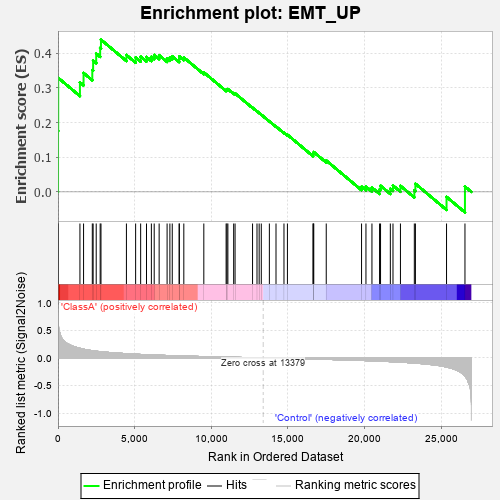 Enrichment plot: EMT_UP
Enrichment score (ES)
0.4
0.3
0.2
0.1
0.0
Ranked list metric (Signal2Noise)
1.0
0.5
0.0
-0.5
-1.0
'ClassA' (positively correlated)
Zero cross at 13379
'Control' (negatively correlated)
0 5,000 10,000 15,000 20,000 25,000
Rank in Ordered Dataset
Enrichment profile Hits Ranking metric scores